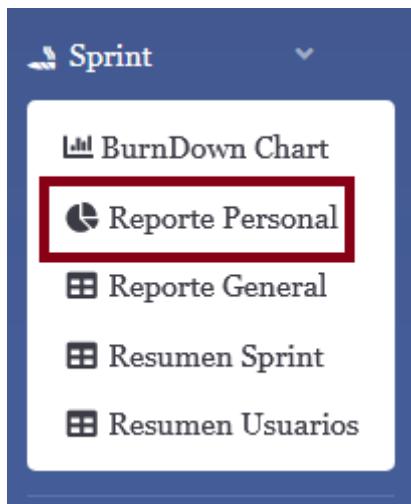 Sprint
BurnDown Chart
Reporte Personal
Reporte General
Resumen Sprint
Resumen Usuarios